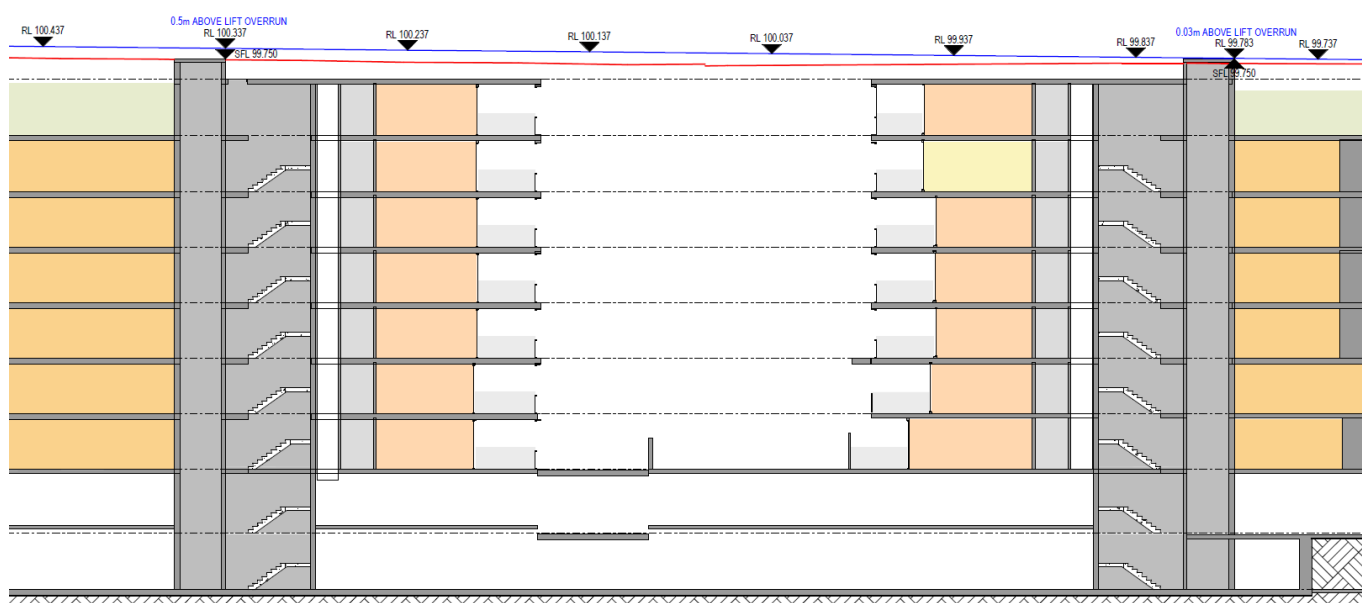 0.5m ABOVE LIFT OVERRUN
RL 100.437
RL 100.337
RL 100.237
RL 100.137
RL 100.037
RL 99.937
RL 99.837
0.03m ABOVE LIFT OVERRUN
RL 99.783
RL 99.737
SFL 99.750
SFL 99.750